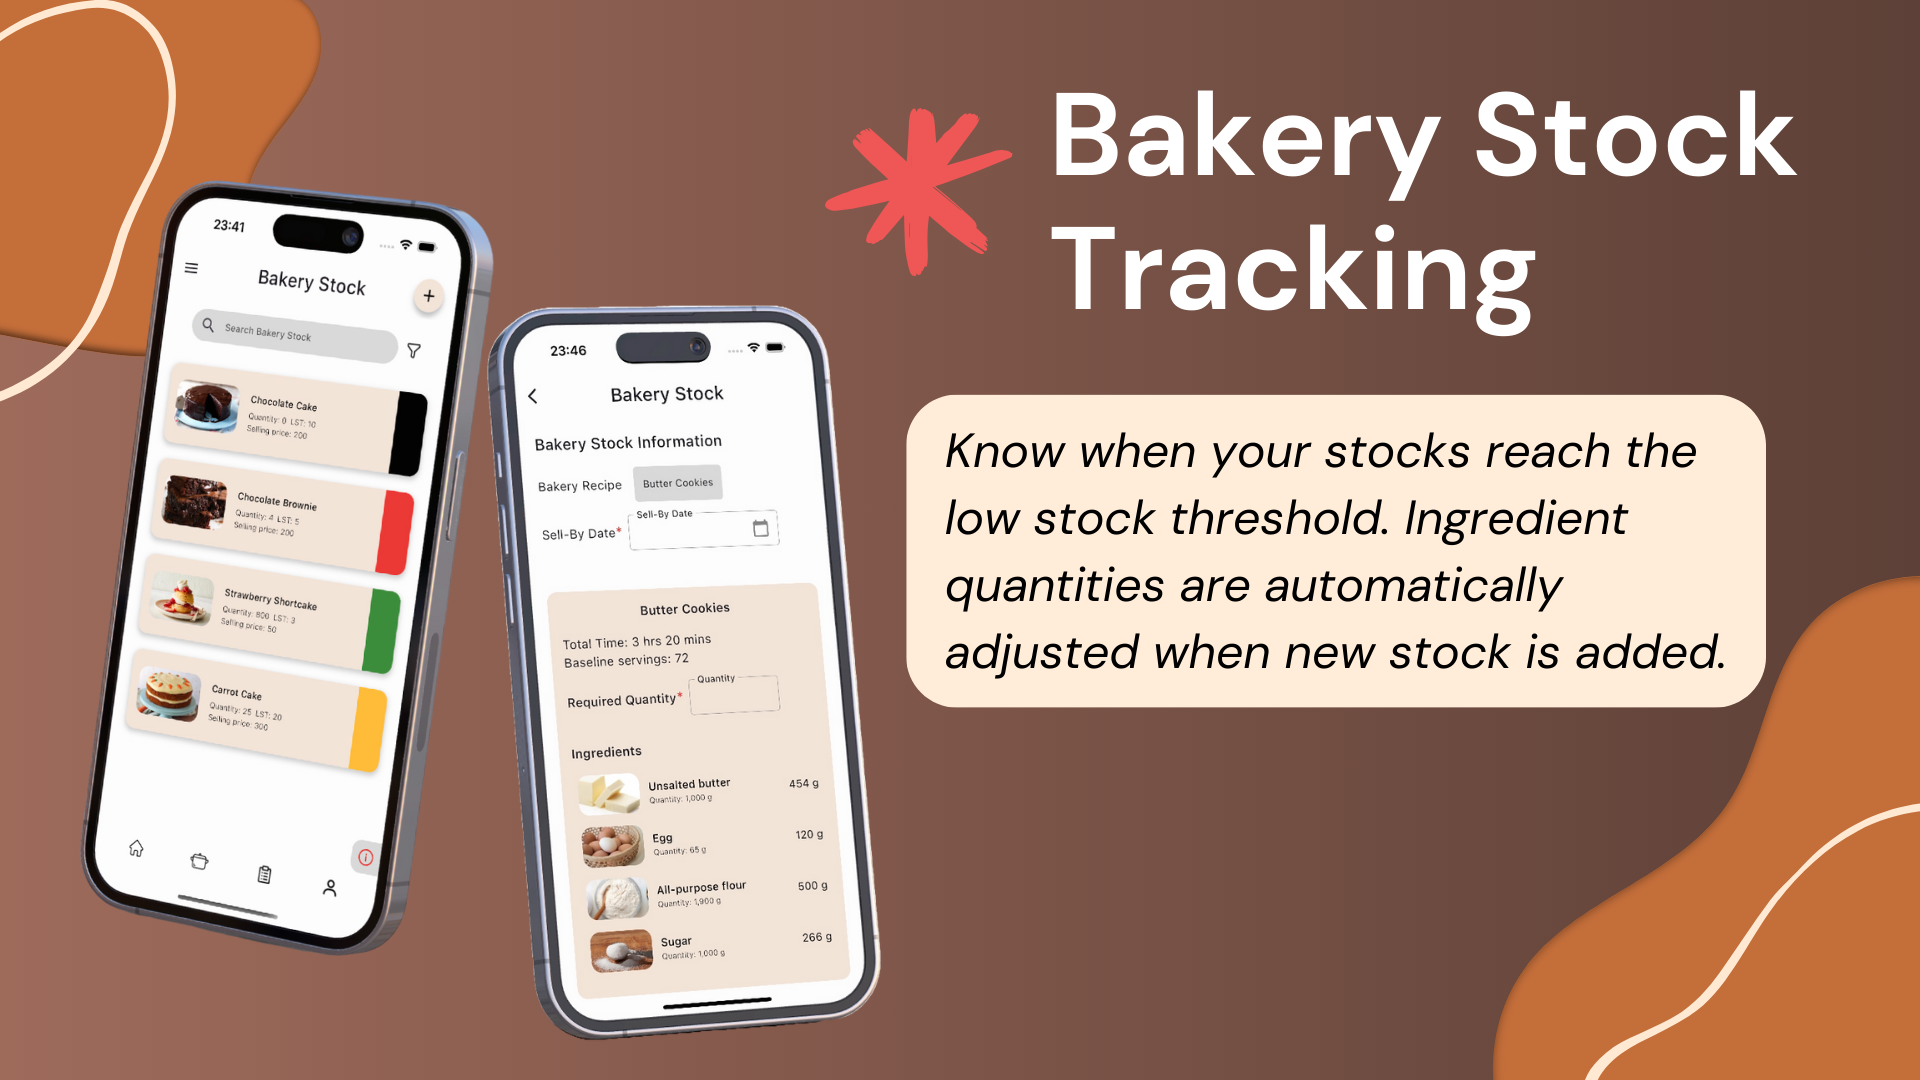 Bakery Stock
Tracking
Know when your stocks reach the
low stock threshold. Ingredient
quantities are automatically
adjusted when new stock is added.
23:41
Bakery Stock
+
Search Bakery Stock
Chocolate Cake
Quantity: 0 LST: 10
Selling price: 200
Chocolate Brownie
Quantity: 4 LST: 5
Selling price: 200
Strawberry Shortcake
Quantity: 800 LST: 3
Selling price: 50
Carrot Cake
Quantity: 25 LST: 20
Selling price: 300
23:46
Bakery Stock
Bakery Stock Information
Bakery Recipe Butter Cookies
Sell-By Date
Sell-By Date*
Butter Cookies
Total Time: 3 hrs 20 mins
Baseline servings: 72
Quantity
Required Quantity*
Ingredients
Unsalted butter 454 g
Quantity: 1,000 g
Egg 120 g
Quantity: 65 g
All-purpose flour 500 g
Quantity: 1,900 g
Sugar 266 g
Quantity: 1,000 g